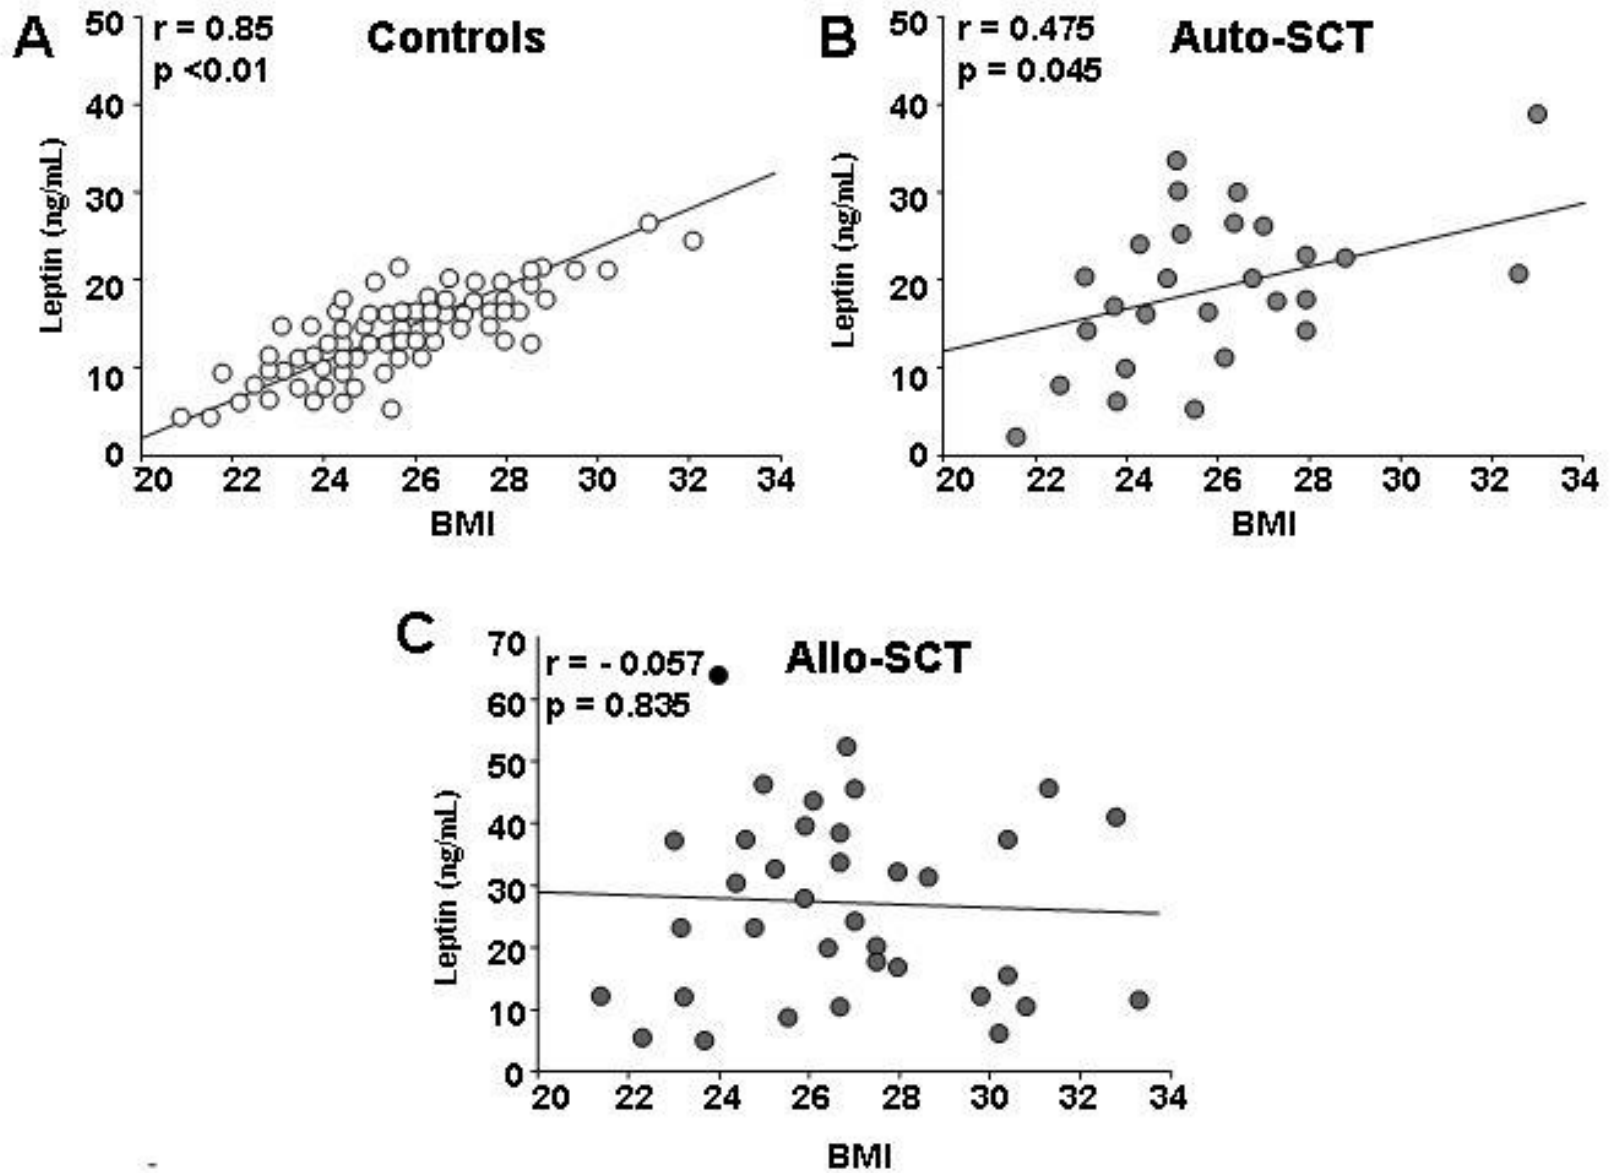 A
Controls
r = 0.85
p <0.01
50
40
30
20
10
0
Leptin (ng/mL)
20 22 24 26 28 30 32 34
BMI
B
Auto-SCT
r = 0.475
p = 0.045
50
40
30
20
10
0
Leptin (ng/mL)
20 22 24 26 28 30 32 34
BMI
C
Allo-SCT
r = - 0.057
p = 0.835
70
60
50
40
30
20
10
0
Leptin (ng/mL)
20 22 24 26 28 30 32 34
BMI